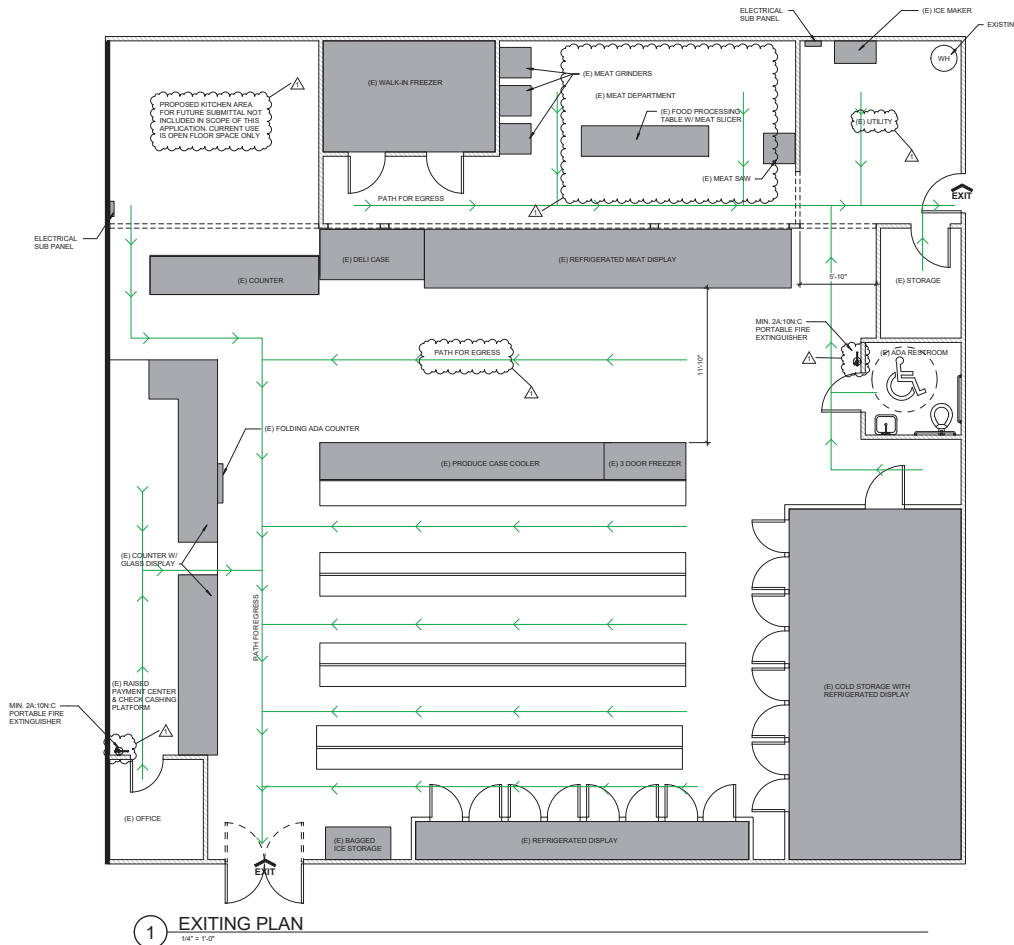 ELECTRICAL
SUB PANEL
(E) ICE MAKER
EXISTIN
WH
(E) WALK-IN FREEZER
(E) MEAT GRINDERS
(E) MEAT DEPARTMENT
(E) FOOD PROCESSING
TABLE W/ MEAT SLICER
1
PROPOSED KITCHEN AREA
FOR FUTURE SUBMITTAL NOT
INCLUDED IN SCOPE OF THIS
APPLICATION. CURRENT USE
IS OPEN FLOOR SPACE ONLY
(E) UTILITY
1
(E) MEAT SAW
PATH FOR EGRESS
1
EXIT
ELECTRICAL
SUB PANEL
(E) DELI CASE
(E) REFRIGERATED MEAT DISPLAY
(E) COUNTER
5'-10"
(E) STORAGE
MIN. 2A:10N:C
PORTABLE FIRE
EXTINGUISHER
1
(E) ADA RESTROOM
PATH FOR EGRESS
1
11'-10"
(E) FOLDING ADA COUNTER
(E) PRODUCE CASE COOLER
(E) 3 DOOR FREEZER
(E) COUNTER W/
GLASS DISPLAY
PATH FOR EGRESS
(E) RAISED
PAYMENT CENTER
& CHECK CASHING
PLATFORM
MIN. 2A:10N:C
PORTABLE FIRE
EXTINGUISHER
1
(E) COLD STORAGE WITH
REFRIGERATED DISPLAY
(E) OFFICE
(E) BAGGED
ICE STORAGE
(E) REFRIGERATED DISPLAY
EXIT
1
EXITING PLAN
1/4" = 1'-0"